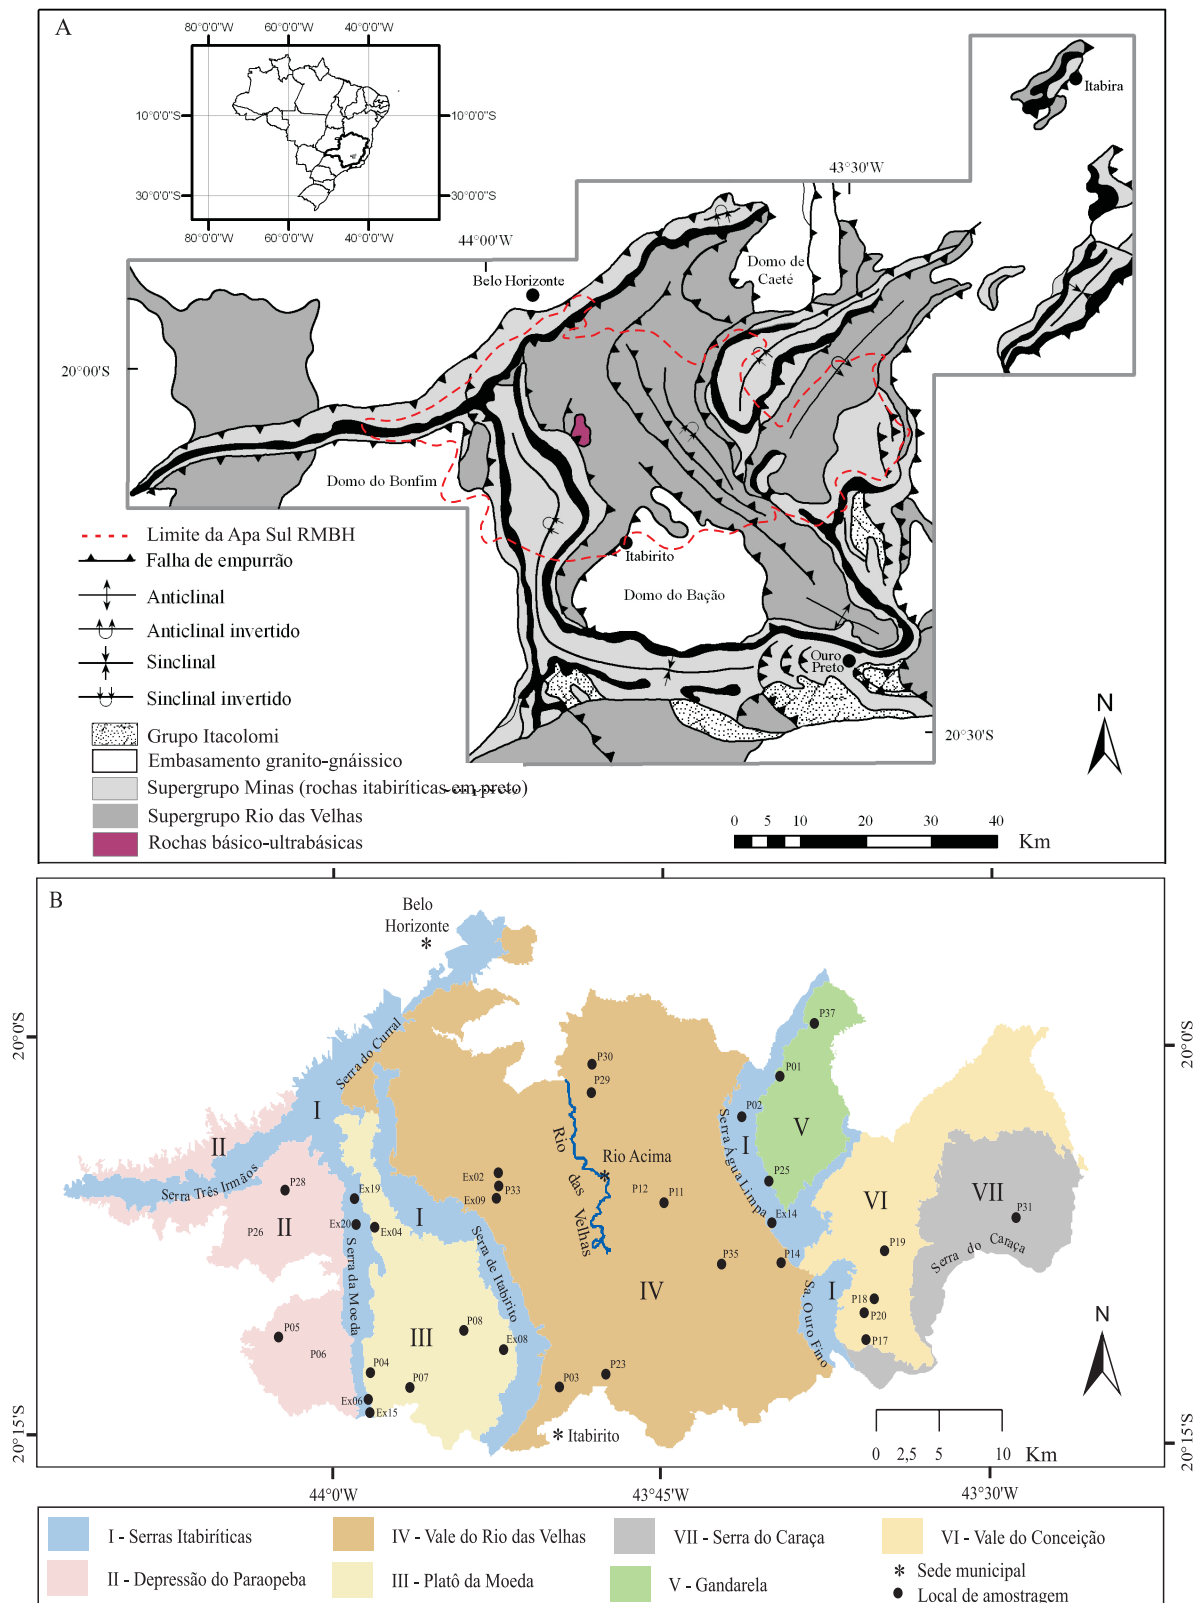 A
80°0'0"W 60°0'0"W 40°0'0"W
10°0'0"S 10°0'0"S
30°0'0"S 30°0'0"S
80°0'0"W 60°0'0"W 40°0'0"W
Itabira
43°30'W
44°00'W
Domo de
Caeté
Belo Horizonte
20°00'S
Domo do Bonfim
Itabirito
Domo do Bação
Ouro
Preto
20°30'S
N
Limite da Apa Sul RMBH
Falha de empurrão
Anticlinal
Anticlinal invertido
Sinclinal
Sinclinal invertido
Grupo Itacolomi
Embasamento granito-gnáissico
Supergrupo Minas (rochas itabiríticas em preto)
Supergrupo Rio das Velhas
Rochas básico-ultrabásicas
0 5 10 20 30 40
Km
B
Belo
Horizonte
20°0'S
20°0'S
Serra do Curral
P37
P30
P29
P01
P02
I
II
Serra Três Irmãos
P28
P26
II
Ex19
Ex20
Ex04
I
Ex02
P33
Ex09
Rio das Velhas
Rio Acima
P12
P11
Serra Água Limpa
I
V
P25
Ex14
VI
VII
P31
P19
Serra do Caraça
Serra da Moeda
Serra de Itabirito
P35
P14
IV
Sa. Ouro Fino
I
P18
P20
P17
P05
P06
III
P08
Ex08
P04
P07
Ex06
Ex15
P03
P23
Itabirito
N
0 2,5 5 10
Km
20°15'S
20°15'S
44°0'W 43°45'W 43°30'W
I - Serras Itabiríticas
IV - Vale do Rio das Velhas
VII - Serra do Caraça
VI - Vale do Conceição
II - Depressão do Paraopeba
III - Platô da Moeda
V - Gandarela
Sede municipal
Local de amostragem